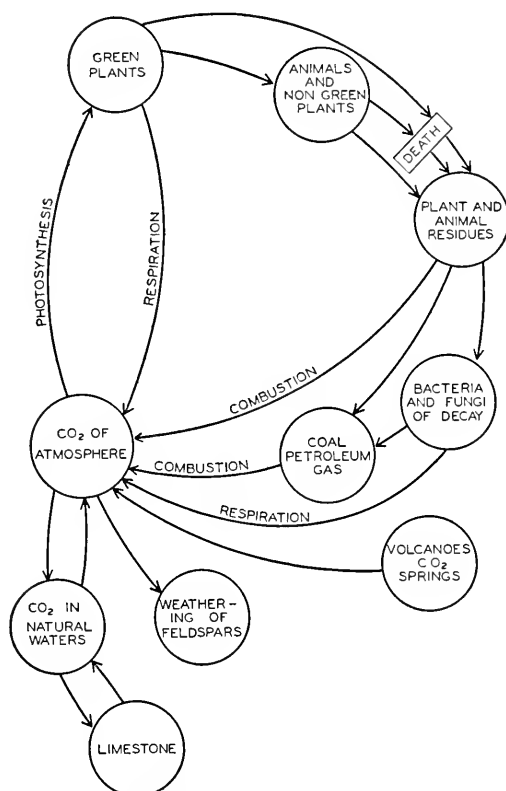 GREEN
PLANTS
ANIMALS
AND
NON GREEN
PLANTS
DEATH
PLANT AND
ANIMAL
RESIDUES
PHOTOSYNTHESIS
RESPIRATION
COMBUSTION
BACTERIA
AND FUNGI
OF DECAY
CO₂ OF
ATMOSPHERE
COAL
PETROLEUM
GAS
COMBUSTION
RESPIRATION
VOLCANOES
CO₂
SPRINGS
WEATHER-
ING OF
FELDSPARS
CO₂ IN
NATURAL
WATERS
LIMESTONE